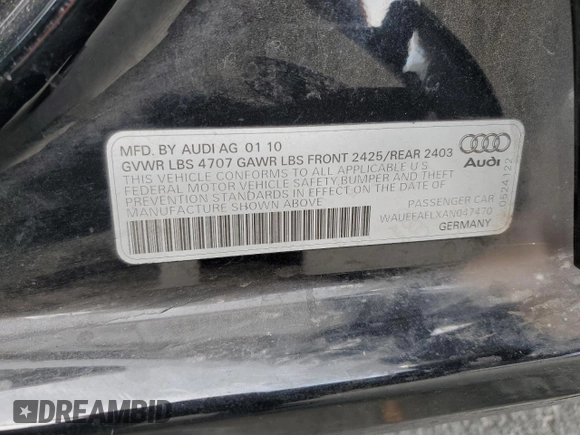 MFD. BY AUDI AG 01 10
GVWR LBS 4707 GAWR LBS FRONT 2425/REAR 2403
THIS VEHICLE CONFORMS TO ALL APPLICABLE U S
FEDERAL MOTOR VEHICLE SAFETY,BUMPER AND THEFT
PREVENTION STANDARDS IN EFFECT ON THE DATE OF
MANUFACTURE SHOWN ABOVE
Audi
PASSENGER CAR
WAUEFAELXAN047470
GERMANY
0824122
DREAMBID